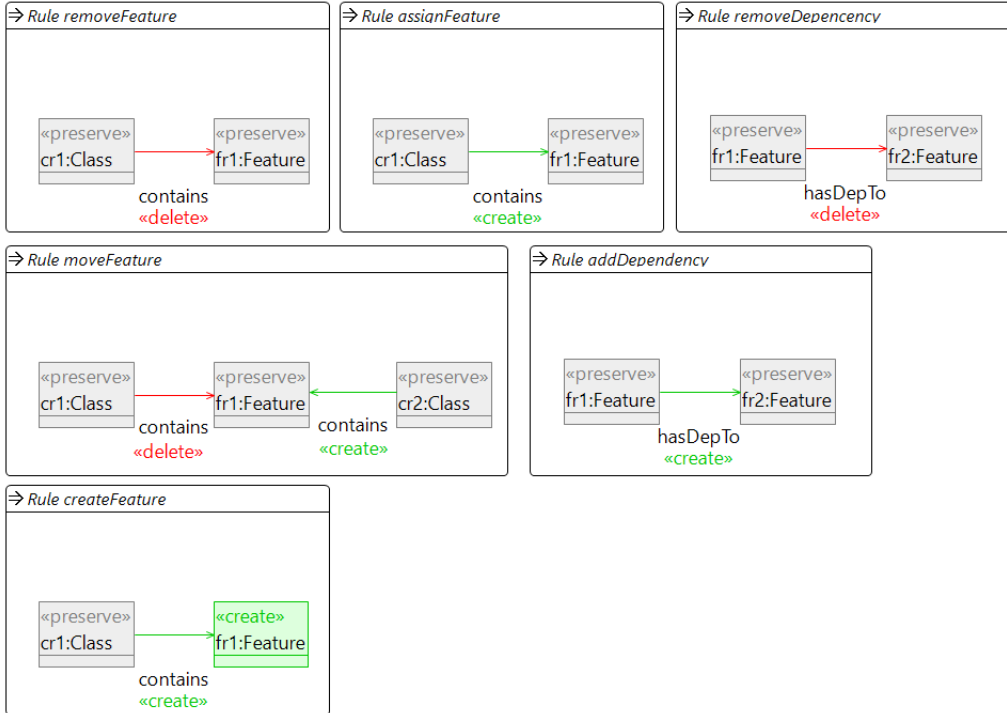 Rule removeFeature
«preserve»
cr1:Class
«preserve»
fr1:Feature
contains
«delete»
Rule assignFeature
«preserve»
cr1:Class
«preserve»
fr1:Feature
contains
«create»
Rule removeDepencency
«preserve»
fr1:Feature
«preserve»
fr2:Feature
hasDepTo
«delete»
Rule moveFeature
«preserve»
cr1:Class
«preserve»
fr1:Feature
«preserve»
cr2:Class
contains
«delete»
contains
«create»
Rule addDependency
«preserve»
fr1:Feature
«preserve»
fr2:Feature
hasDepTo
«create»
Rule createFeature
«preserve»
cr1:Class
«create»
fr1:Feature
contains
«create»